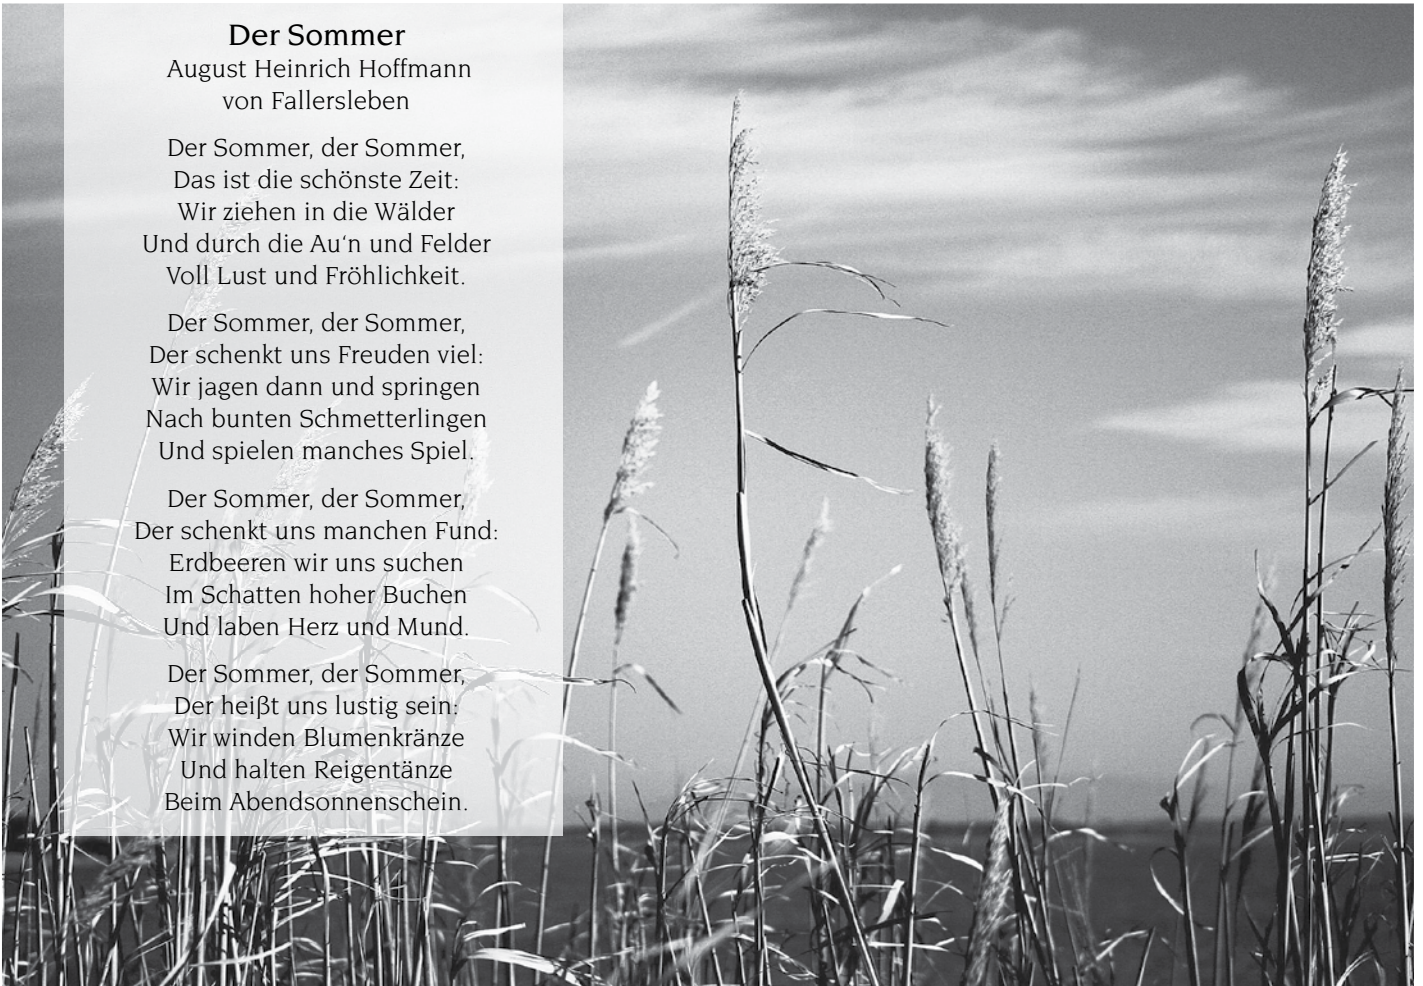 Der Sommer
August Heinrich Hoffmann
von Fallersleben
Der Sommer, der Sommer,
Das ist die schönste Zeit:
Wir ziehen in die Wälder
Und durch die Au‘n und Felder
Voll Lust und Fröhlichkeit.
Der Sommer, der Sommer,
Der schenkt uns Freuden viel:
Wir jagen dann und springen
Nach bunten Schmetterlingen
Und spielen manches Spiel.
Der Sommer, der Sommer,
Der schenkt uns manchen Fund:
Erdbeeren wir uns suchen
Im Schatten hoher Buchen
Und laben Herz und Mund.
Der Sommer, der Sommer,
Der heißt uns lustig sein:
Wir winden Blumenkränze
Und halten Reigentänze
Beim Abendsonnenschein.